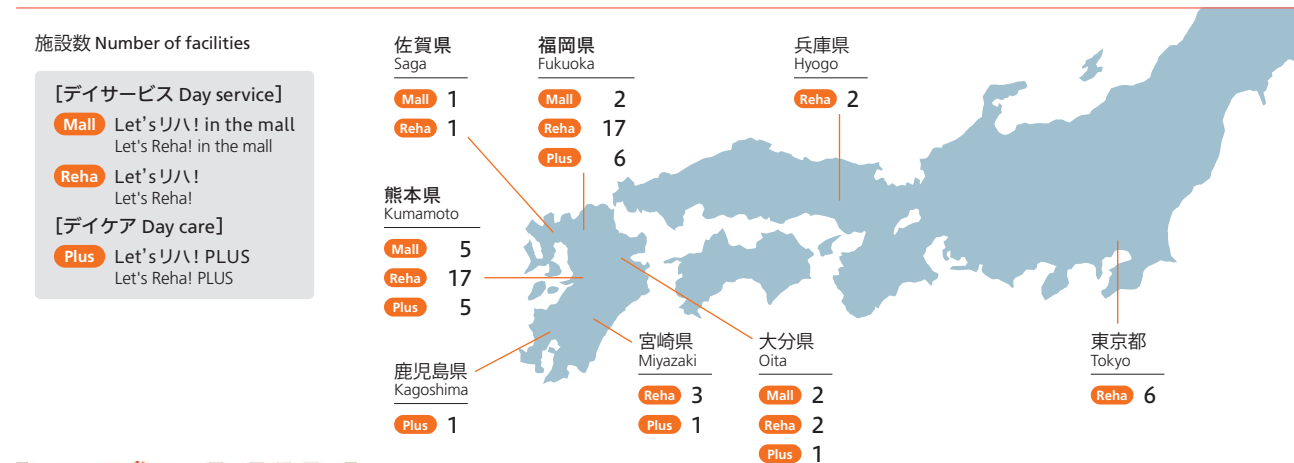 施設数 Number of facilities
[デイサービス Day service]
Mall Let'sリハ! in the mall
Let's Reha! in the mall
Reha Let'sリハ!
Let's Reha!
[デイケア Day care]
Plus Let'sリハ! PLUS
Let's Reha! PLUS
佐賀県
Saga
Mall 1
Reha 1
福岡県
Fukuoka
Mall 2
Reha 17
Plus 6
兵庫県
Hyogo
Reha 2
熊本県
Kumamoto
Mall 5
Reha 17
Plus 5
鹿児島県
Kagoshima
Plus 1
宮崎県
Miyazaki
Reha 3
Plus 1
大分県
Oita
Mall 2
Reha 2
Plus 1
東京都
Tokyo
Reha 6